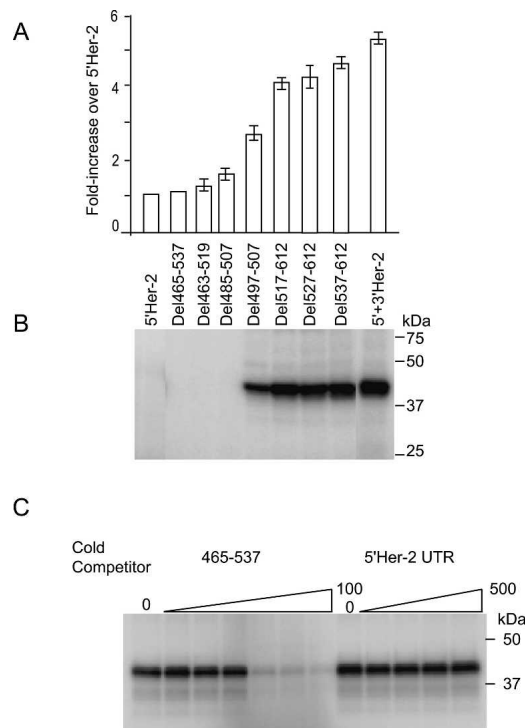 A
Fold-increase over 5'Her-2
6
4
2
1
0
5'Her-2
Del465-537
Del463-519
Del485-507
Del497-507
Del517-612
Del527-612
Del537-612
5'+3'Her-2
B
kDa
75
50
37
25
C
Cold
Competitor
465-537
5'Her-2 UTR
0
100
0
500
kDa
50
37